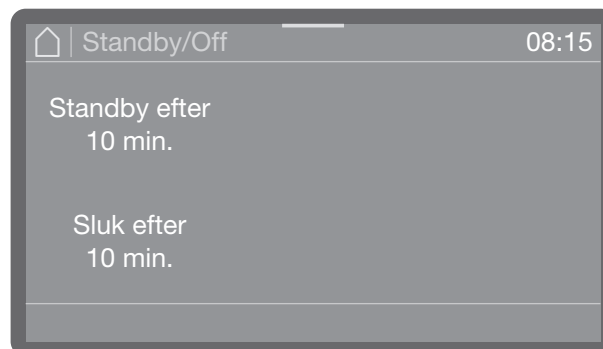 Standby/Off
08:15
Standby efter
10 min.
Sluk efter
10 min.